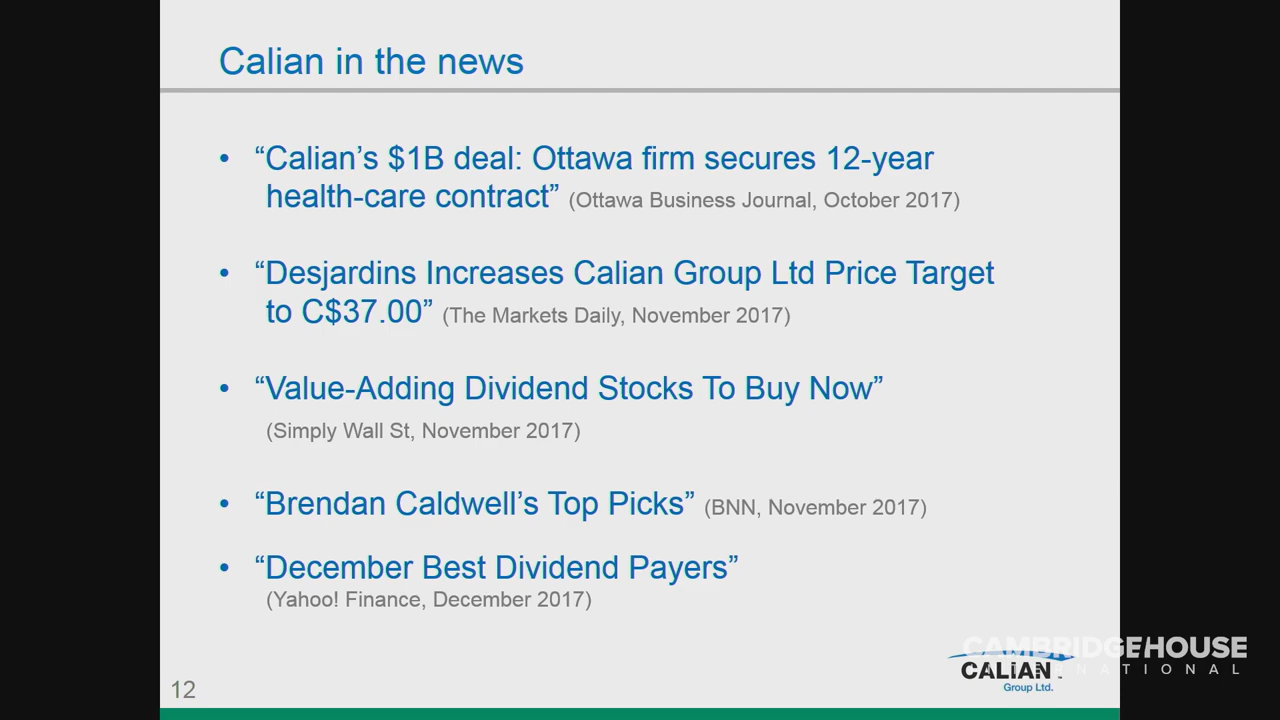 Calian in the news
• “Calian’s $1B deal: Ottawa firm secures 12-year
health-care contract” (Ottawa Business Journal, October 2017)
• “Desjardins Increases Calian Group Ltd Price Target
to C$37.00” (The Markets Daily, November 2017)
• “Value-Adding Dividend Stocks To Buy Now”
(Simply Wall St, November 2017)
• “Brendan Caldwell’s Top Picks” (BNN, November 2017)
• “December Best Dividend Payers”
(Yahoo! Finance, December 2017)
CAMBRIDGEHOUSE
INTERNATIONAL
CALIAN
Group Ltd.
12